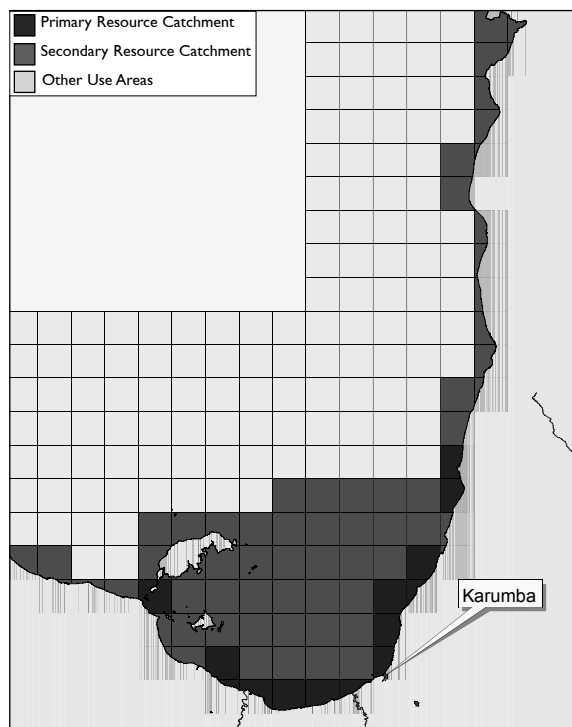 Primary Resource Catchment
Secondary Resource Catchment
Other Use Areas
Karumba